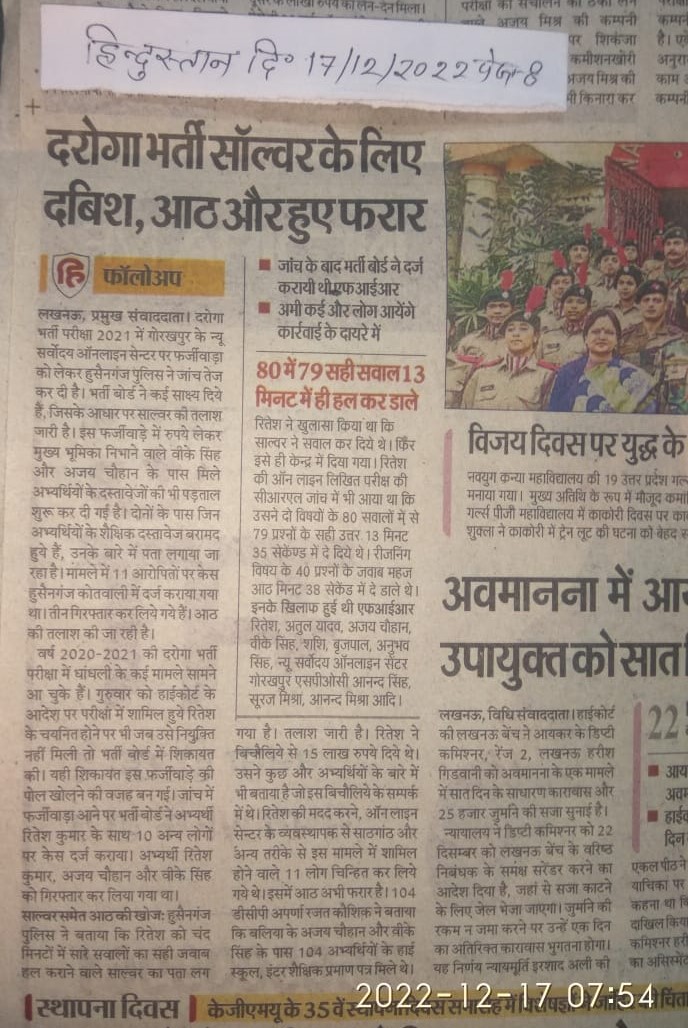 हिन्दुस्तान दि॰ 17/12/2022 पेज-8
अजय मिश्र की कंपनी
पर शिकंजा
कमीशनखोरी
अजय मिश्र की
भी किनारा कर
दरोगा भर्ती सॉल्वर के लिए
दबिश, आठ और हुए फरार
हि फॉलोअप
लखनऊ, प्रमुख संवाददाता। दरोगा
भर्ती परीक्षा 2021 में गोरखपुर के न्यू
सर्वोदय ऑनलाइन सेन्टर पर फर्जीवाड़ा
को लेकर हुसैनगंज पुलिस ने जांच तेज
कर दी है। भर्ती बोर्ड ने कई साक्ष्य दिये
हैं, जिसके आधार पर साल्वर की तलाश
जारी है। इस फर्जीवाड़े में रुपये लेकर
मुख्य भूमिका निभाने वाले वीके सिंह
और अजय चौहान के पास मिले
अभ्यर्थियों के दस्तावेजों की भी पड़ताल
शुरू कर दी गई है। दोनों के पास जिन
अभ्यर्थियों के शैक्षिक दस्तावेज बरामद
हुये हैं, उनके बारे में पता लगाया जा
रहा है। मामले में 11 आरोपितों पर केस
हुसैनगंज कोतवाली में दर्ज कराया गया
था। तीन गिरफ्तार कर लिये गये हैं। आठ
की तलाश की जा रही है।
वर्ष 2020-2021 की दरोगा भर्ती
परीक्षा में धांधली के कई मामले सामने
आ चुके हैं। गुरुवार को हाईकोर्ट के
आदेश पर परीक्षा में शामिल हुये रितेश
के चयनित होने पर भी जब उसे नियुक्ति
नहीं मिली तो भर्ती बोर्ड में शिकायत
की। यही शिकायत इस फर्जीवाड़े की
पोल खोलने की वजह बन गई। जांच में
फर्जीवाड़ा आने पर भर्ती बोर्ड ने अभ्यर्थी
रितेश कुमार के साथ 10 अन्य लोगों
पर केस दर्ज कराया। अभ्यर्थी रितेश
कुमार, अजय चौहान और वीके सिंह
को गिरफ्तार कर लिया गया था।
साल्वर समेत आठ की खोज: हुसैनगंज
पुलिस ने बताया कि रितेश को चंद
मिनटों में सारे सवालों का सही जवाब
हल कराने वाले साल्वर का पता लग
■ जांच के बाद भर्ती बोर्ड ने दर्ज
करायी थी एफआईआर
■ अभी कई और लोग आयेंगे
कार्रवाई के दायरे में
80 में 79 सही सवाल 13
मिनट में ही हल कर डाले
रितेश ने खुलासा किया था कि
साल्वर ने सवाल कर दिये थे। फिर
इसे ही केन्द्र में दिया गया। रितेश
की ऑन लाइन लिखित परीक्ष की
सीआरएल जांच में भी आया था कि
उसने दो विषयों के 80 सवालों में से
79 प्रश्नों के सही उत्तर 13 मिनट
35 सेकेंण्ड में दे दिये थे। रीजनिंग
विषय के 40 प्रश्नों के जवाब महज
आठ मिनट 38 सेकेंड में दे डाले थे।
इनके खिलाफ हुई थी एफआईआर
रितेश, अतुल यादव, अजय चौहान,
वीके सिंह, शशि, बृजपाल, अनुभव
सिंह, न्यू सर्वोदय ऑनलाइन सेंटर
गोरखपुर एसपीओसी आनन्द सिंह,
सूरज मिश्रा, आनन्द मिश्रा आदि।
गया है। तलाश जारी है। रितेश ने
बिचौलिये से 15 लाख रुपये दिये थे।
उसने कुछ और अभ्यर्थियों के बारे में
भी बताया है जो इस बिचौलिये के सम्पर्क
में थे। रितेश की मदद करने, ऑन लाइन
सेन्टर के व्यवस्थापक से साठगांठ और
अन्य तरीके से इस मामले में शामिल
होने वाले 11 लोग चिन्हित कर लिये
गये थे। इसमें आठ अभी फरार है। 104
डीसीपी अपर्णा रजत कौशिक ने बताया
कि बलिया के अजय चौहान और वीके
सिंह के पास 104 अभ्यर्थियों के हाई
स्कूल, इंटर शैक्षिक प्रमाण पत्र मिले थे।
विजय दिवस पर युद्ध के
नवयुग कन्या महाविद्यालय की 19 उत्तर प्रदेश गर्ल्स
मनाया गया। मुख्य अतिथि के रूप में मौजूद कमां
गर्ल्स पीजी महाविद्यालय में काकोरी दिवस पर का
शुक्ला ने काकोरी में ट्रेन लूट की घटना को बेहद
अवमानना में आय
उपायुक्त को सात
लखनऊ, विधि संवाददाता। हाईकोर्ट
की लखनऊ बेंच ने आयकर के डिप्टी
कमिश्नर, रेंज 2, लखनऊ हरीश
गिडवानी को अवमानना के एक मामले
में सात दिन के साधारण कारावास और
25 हजार जुर्माने की सजा सुनाई है।
न्यायालय ने डिप्टी कमिश्नर को 22
दिसम्बर को लखनऊ बेंच के वरिष्ठ
निबंधक के समक्ष सरेंडर करने का
आदेश दिया है, जहां से सजा काटने
के लिए जेल भेजा जाएगा। जुर्माने की
रकम न जमा करने पर उन्हें एक दिन
का अतिरिक्त कारावास भुगतना होगा।
यह निर्णय न्यायमूर्ति इरशाद अली की
22
■ आय
अवम
■ हाईक
दिन
एकल पीठ ने
याचिका पर
कहना था कि
दाखिल किया
कमिश्नर हरी
का असिस्मेंट
स्थापना दिवस
केजीएमयू के 35 वें स्थापना दिवस समारोह में
2022-12-17 07:54